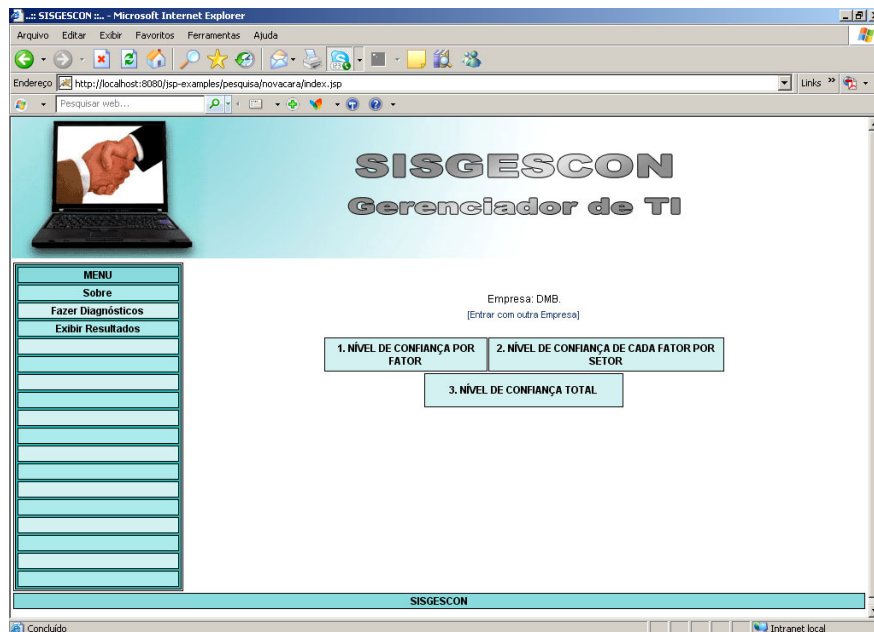 ..:: SISGESCON ::.. - Microsoft Internet Explorer
Arquivo Editar Exibir Favoritos Ferramentas Ajuda
Endereço http://localhost:8080/jsp-examples/pesquisa/novacara/index.jsp Links »
Pesquisar web...
SISGESCON
Gerenciador de TI
MENU
Sobre
Fazer Diagnósticos
Exibir Resultados
Empresa: DMB.
[Entrar com outra Empresa]
1. NÍVEL DE CONFIANÇA POR
FATOR
2. NÍVEL DE CONFIANÇA DE CADA FATOR POR
SETOR
3. NÍVEL DE CONFIANÇA TOTAL
SISGESCON
Concluído Intranet local